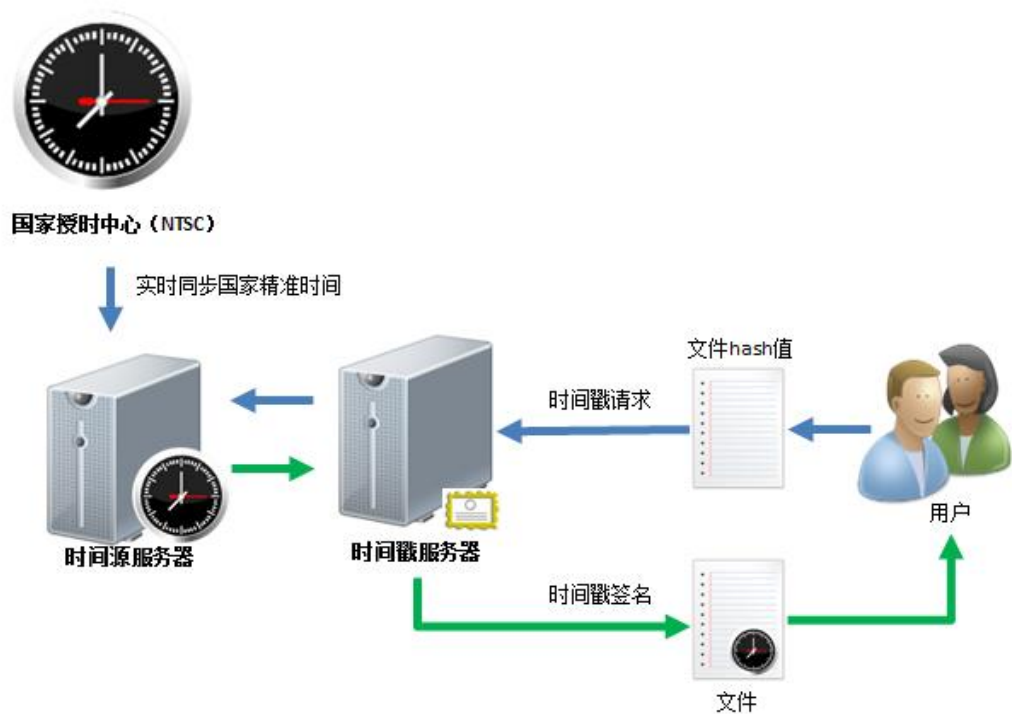 国家授时中心（NTSC）
实时同步国家精准时间
文件hash值
时间戳请求
用户
时间源服务器
时间戳服务器
时间戳签名
文件